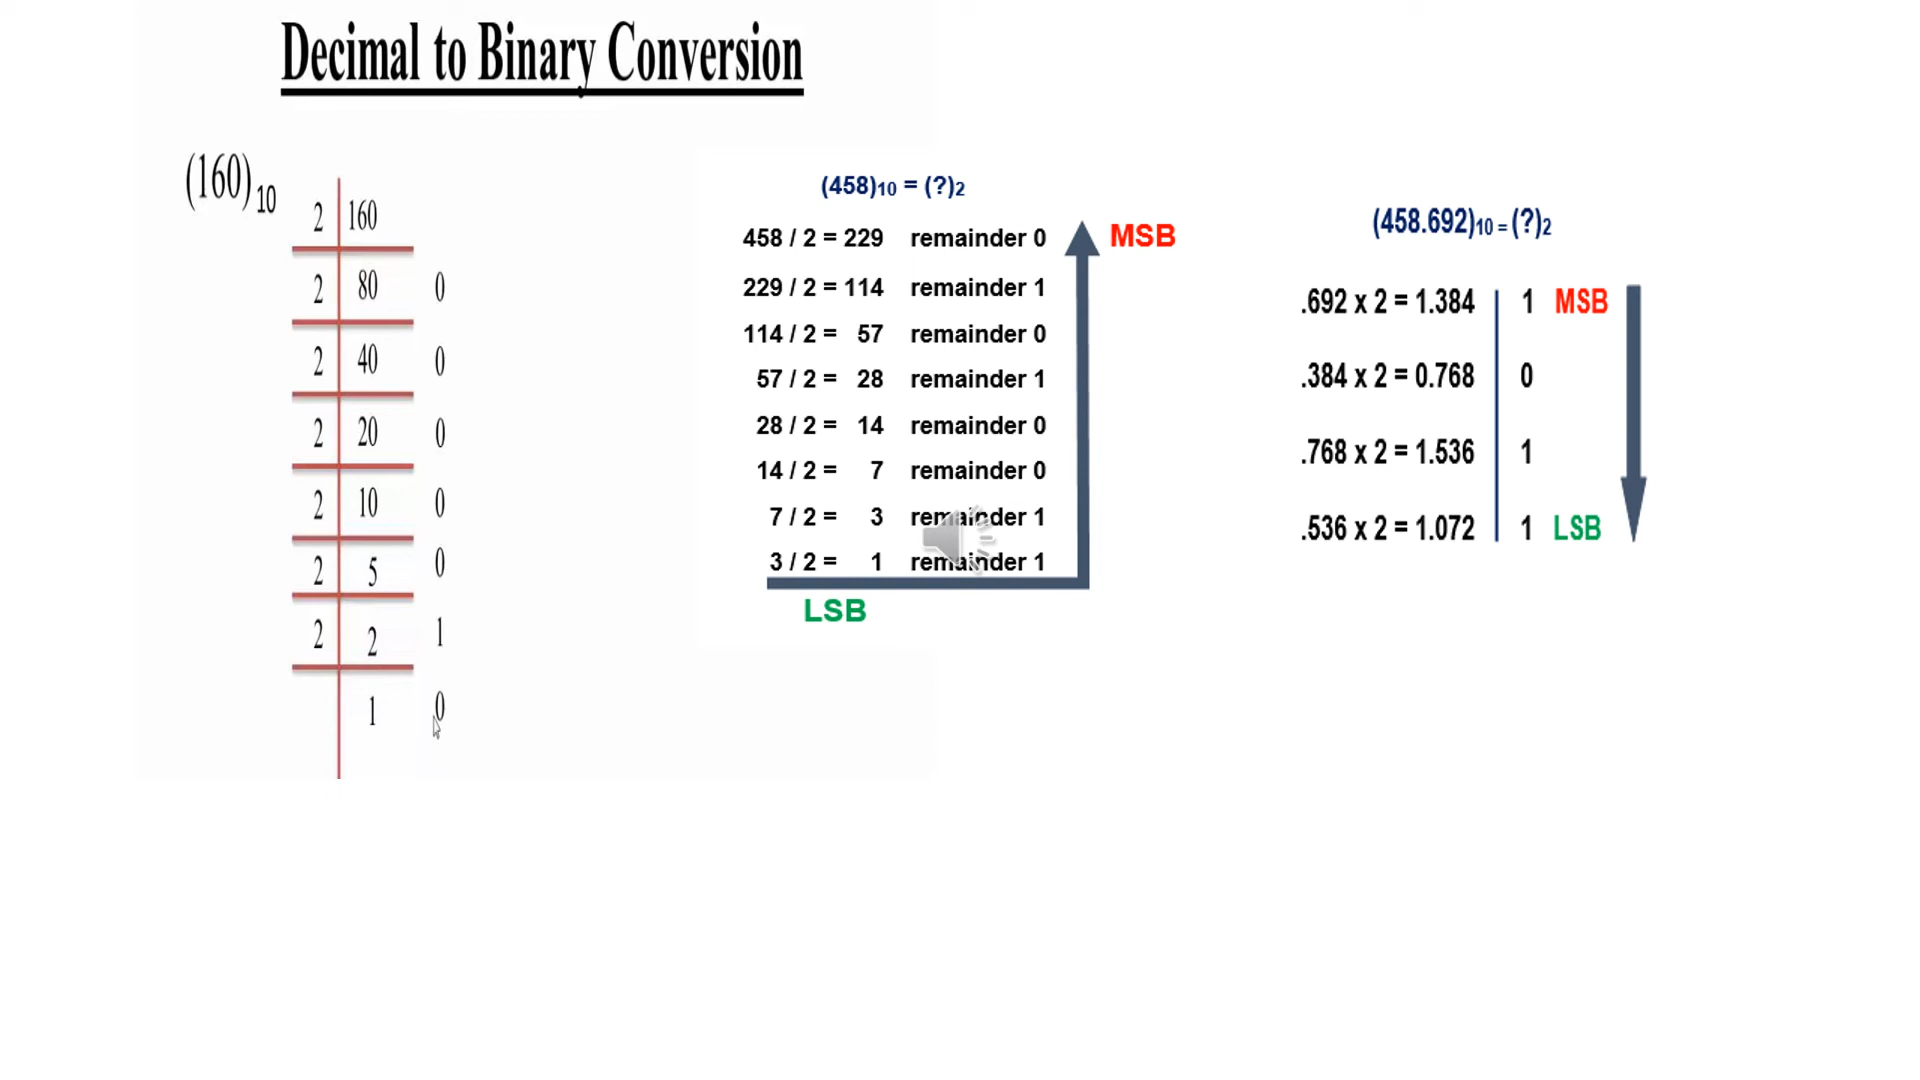 Decimal to Binary Conversion
(160)10
2 160
2 80 0
2 40 0
2 20 0
2 10 0
2 5 0
2 2 1
1 0
(458)10 = (?)2
458 / 2 = 229 remainder 0 MSB
229 / 2 = 114 remainder 1
114 / 2 = 57 remainder 0
57 / 2 = 28 remainder 1
28 / 2 = 14 remainder 0
14 / 2 = 7 remainder 0
7 / 2 = 3 remainder 1
3 / 2 = 1 remainder 1
LSB
(458.692)10 = (?)2
.692 x 2 = 1.384 1 MSB
.384 x 2 = 0.768 0
.768 x 2 = 1.536 1
.536 x 2 = 1.072 1 LSB